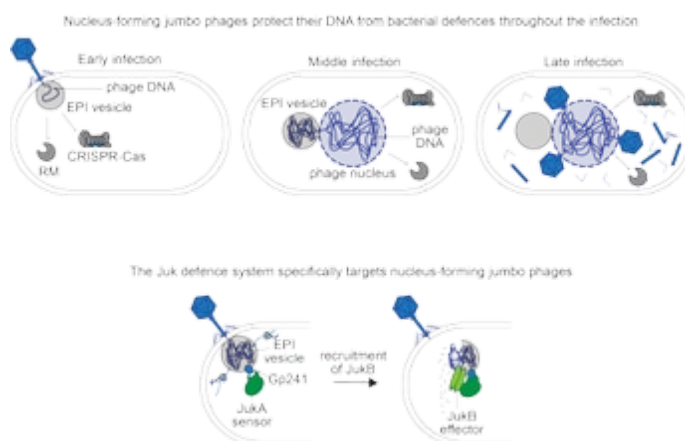 Nucleus-forming jumbo phages protect their DNA from bacterial defences throughout the infection
Early infection
phage DNA
EPI vesicle
CRISPR-Cas
RM
Middle infection
EPI vesicle
phage
DNA
phage nucleus
Late infection
The Juk defence system specifically targets nucleus-forming jumbo phages
EPI
vesicle
Gp241
JukA
sensor
recruitment
of JukB
JukB
effector